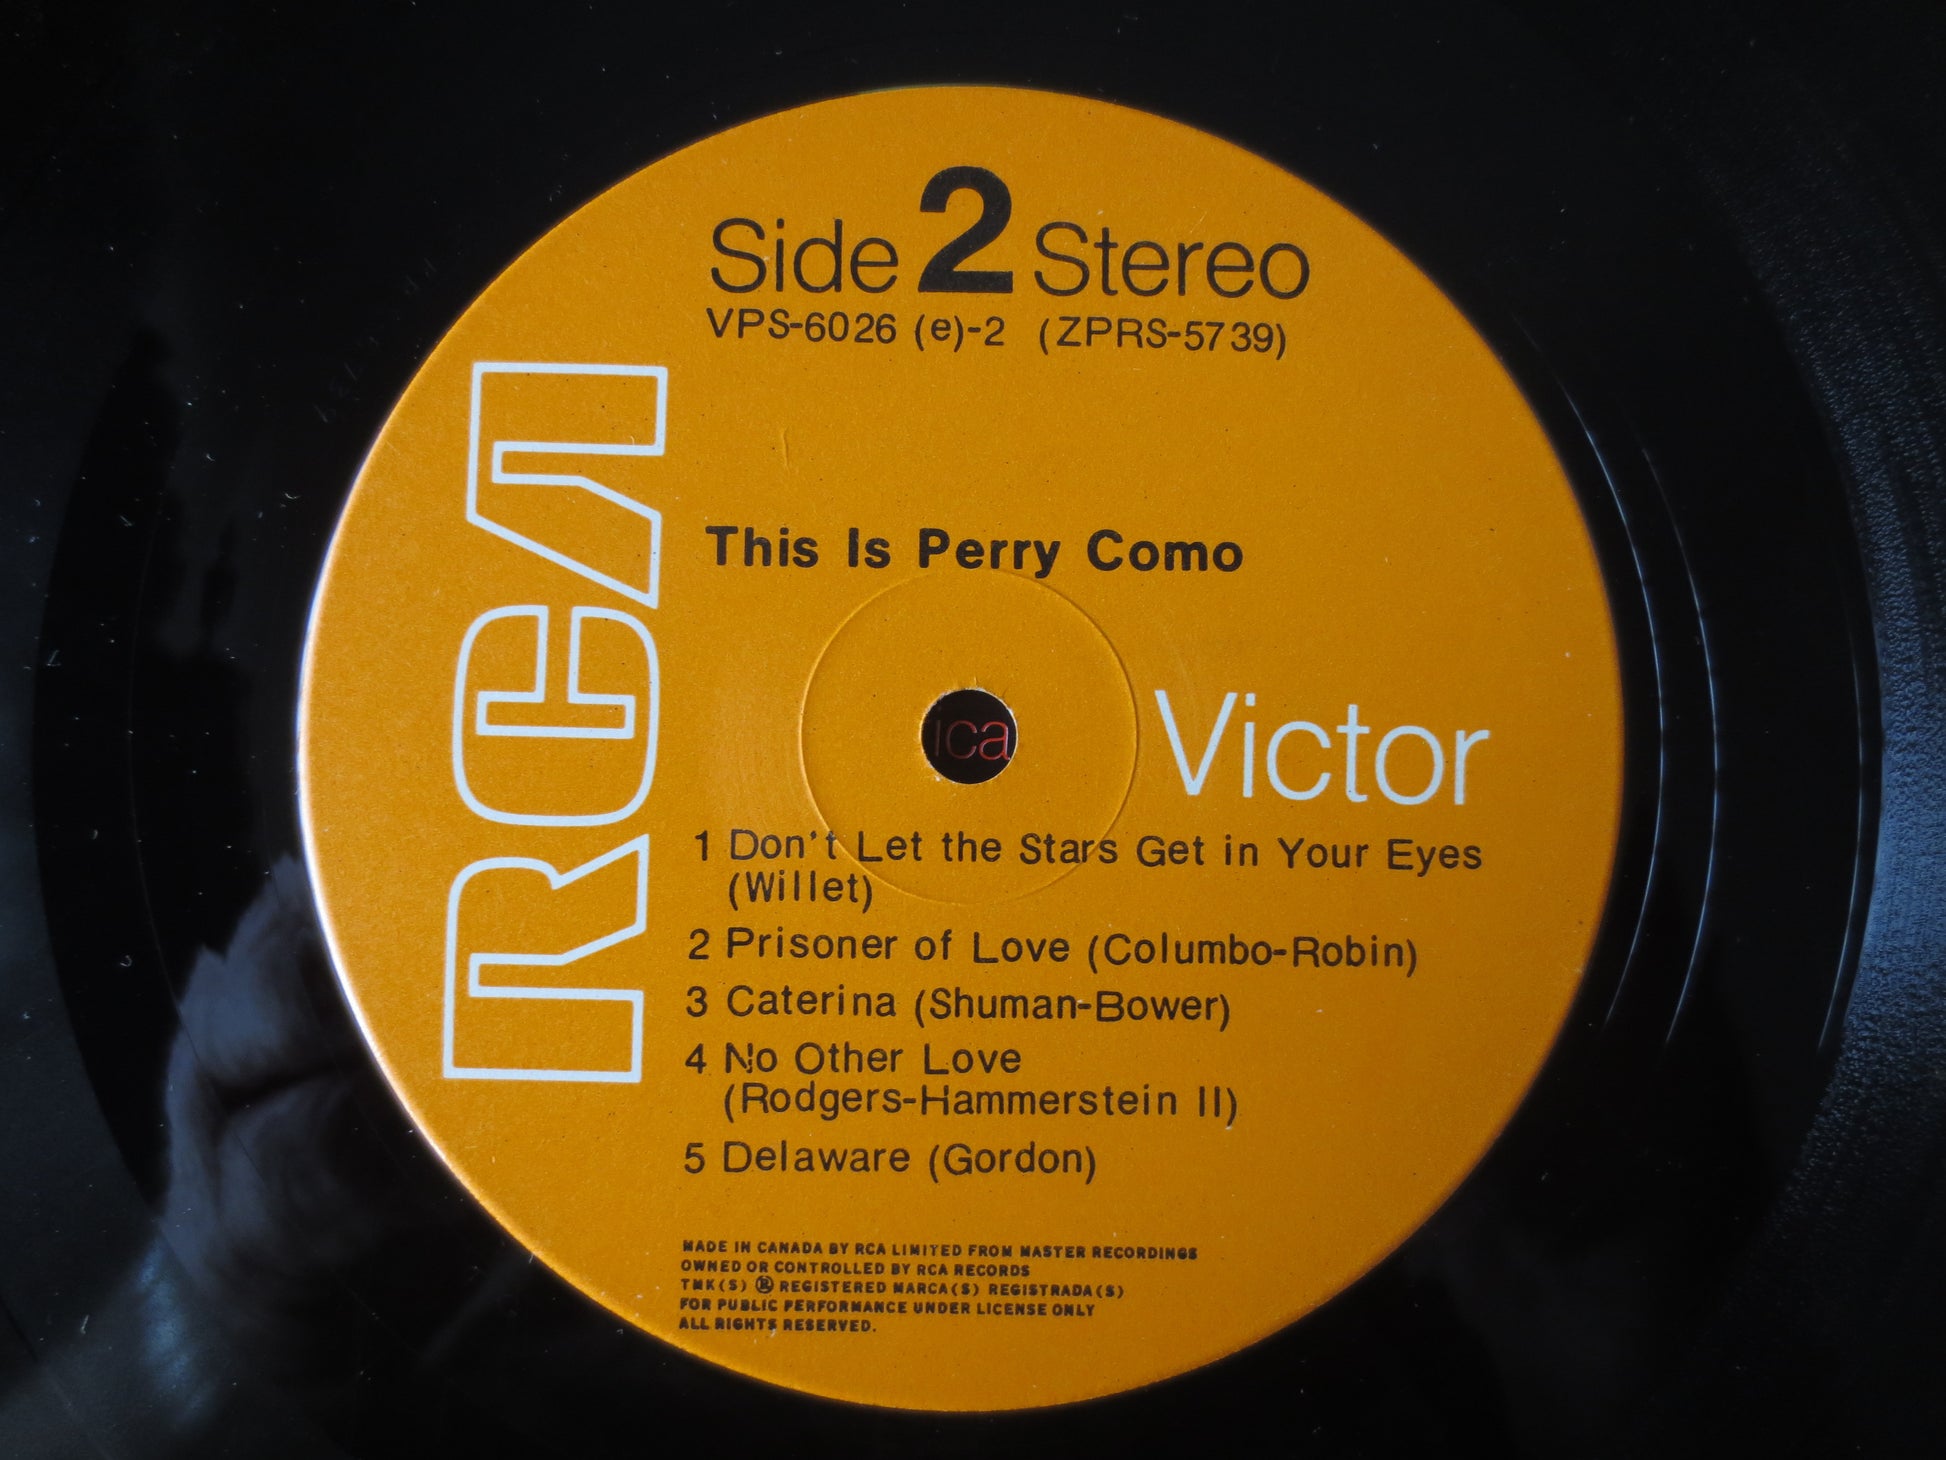 Side 2 Stereo
VPS-6026 (e)-2 (ZPRS-5739)
RCA
This Is Perry Como
ica
Victor
1 Don't Let the Stars Get in Your Eyes
(Willet)
2 Prisoner of Love (Columbo-Robin)
3 Caterina (Shuman-Bower)
4 No Other Love
(Rodgers-Hammerstein II)
5 Delaware (Gordon)
MADE IN CANADA BY RCA LIMITED FROM MASTER RECORDINGS
OWNED OR CONTROLLED BY RCA RECORDS
TMK(S) ® REGISTERED MARCA(S) REGISTRADA(S)
FOR PUBLIC PERFORMANCE UNDER LICENSE ONLY
ALL RIGHTS RESERVED.